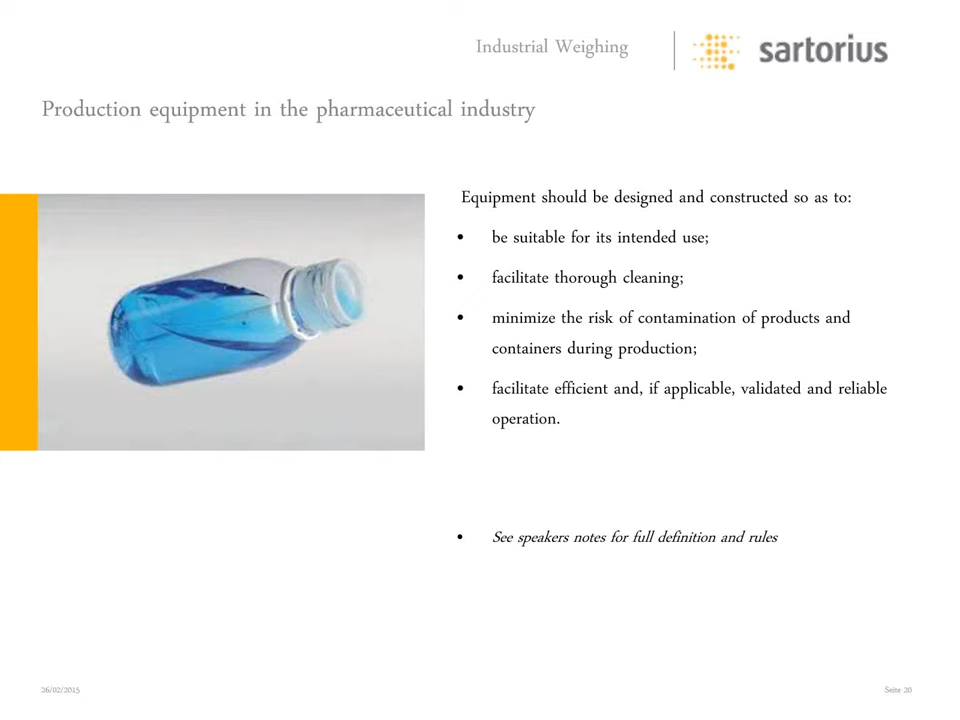 Industrial Weighing
sartorius
Production equipment in the pharmaceutical industry
Equipment should be designed and constructed so as to:
• be suitable for its intended use;
• facilitate thorough cleaning;
• minimize the risk of contamination of products and
containers during production;
• facilitate efficient and, if applicable, validated and reliable
operation.
• See speakers notes for full definition and rules
26/02/2015
Seite 20